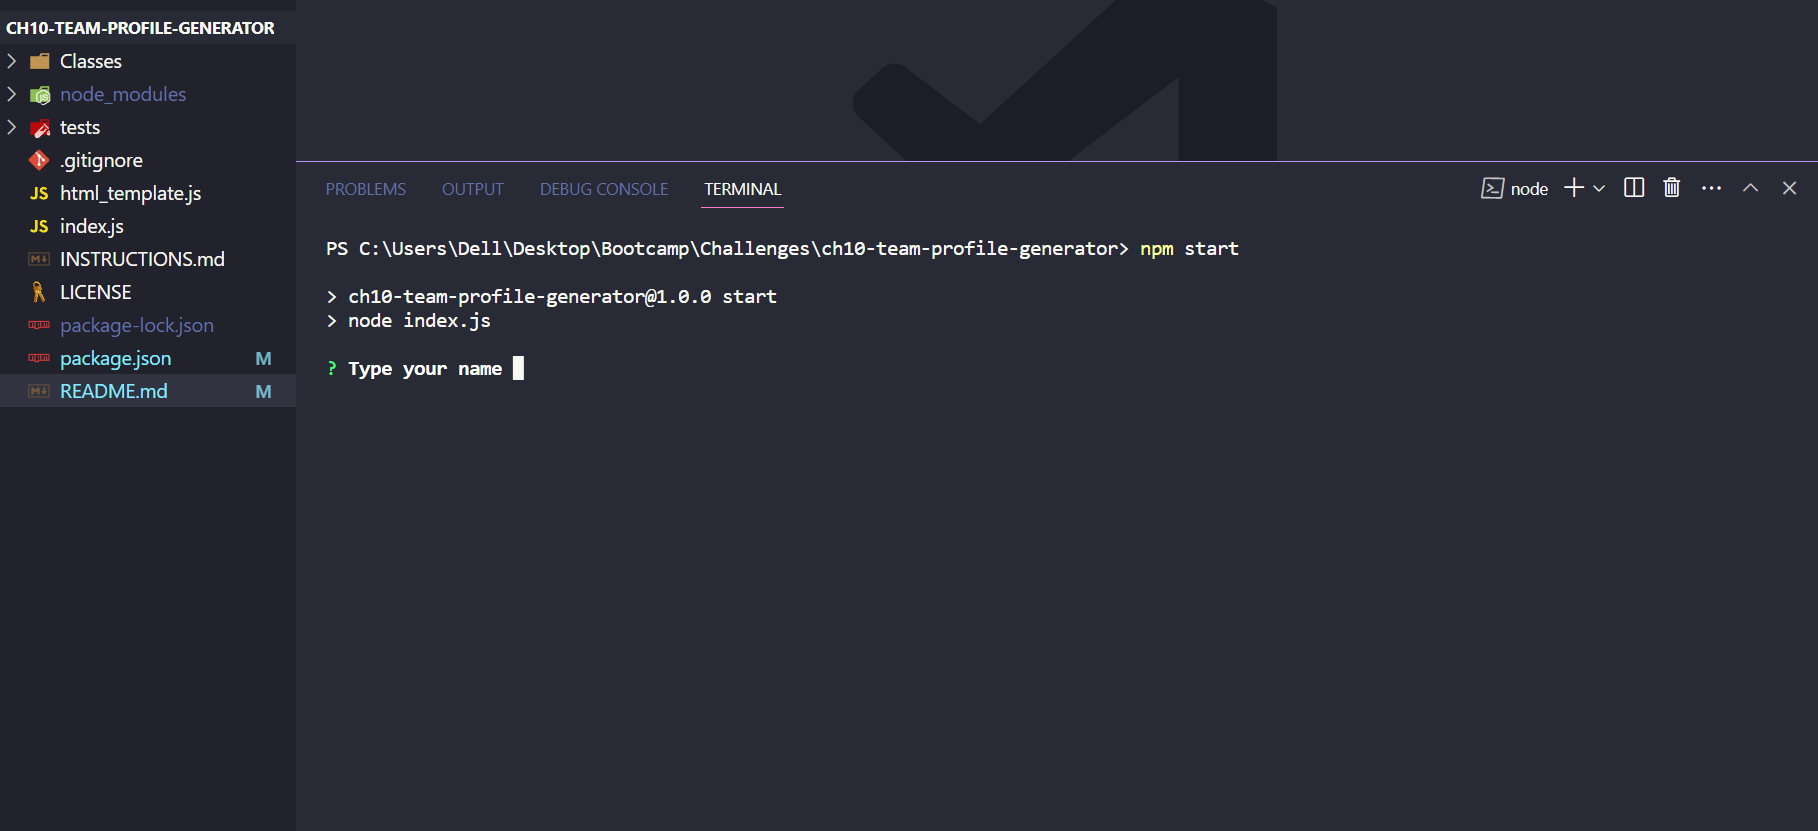 CH10-TEAM-PROFILE-GENERATOR
Classes
node_modules
tests
.gitignore
JS html_template.js
JS index.js
INSTRUCTIONS.md
LICENSE
package-lock.json
package.json M
README.md M
PROBLEMS OUTPUT DEBUG CONSOLE TERMINAL
node
PS C:\Users\Dell\Desktop\Bootcamp\Challenges\ch10-team-profile-generator> npm start
> ch10-team-profile-generator@1.0.0 start
> node index.js
? Type your name